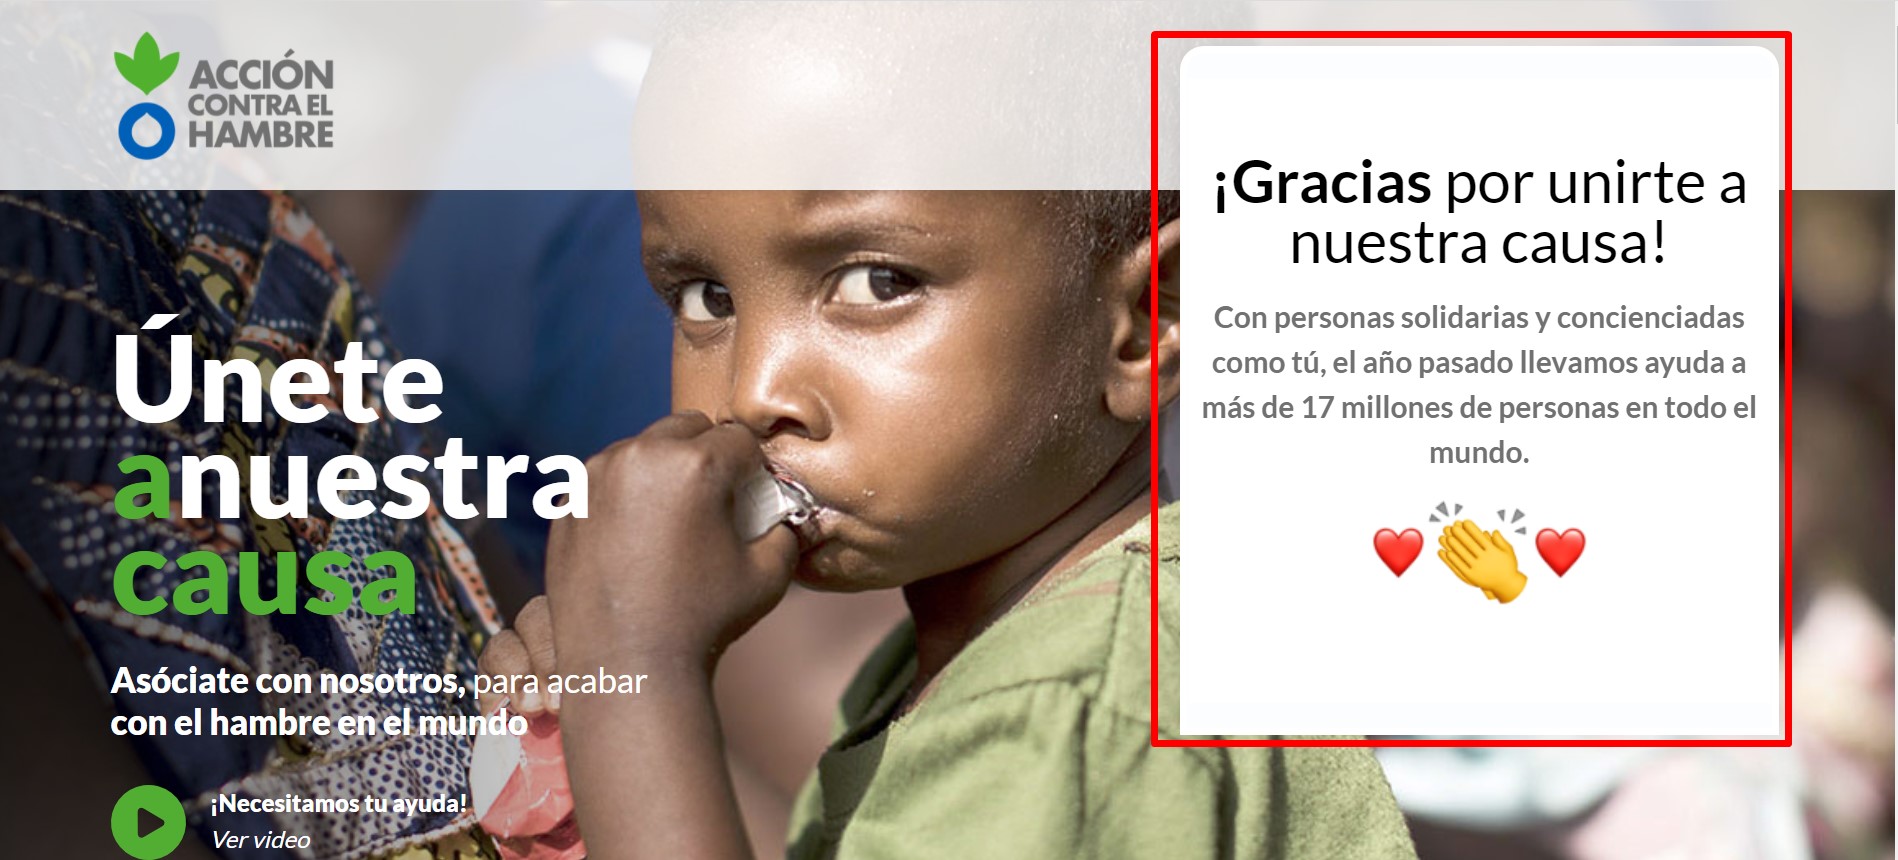 ACCIÓN
CONTRA EL
HAMBRE
Únete
anuestra
causa
Asóciate con nosotros, para acabar
con el hambre en el mundo
¡Necesitamos tu ayuda!
Ver video
¡Gracias por unirte a
nuestra causa!
Con personas solidarias y concienciadas
como tú, el año pasado llevamos ayuda a
más de 17 millones de personas en todo el
mundo.